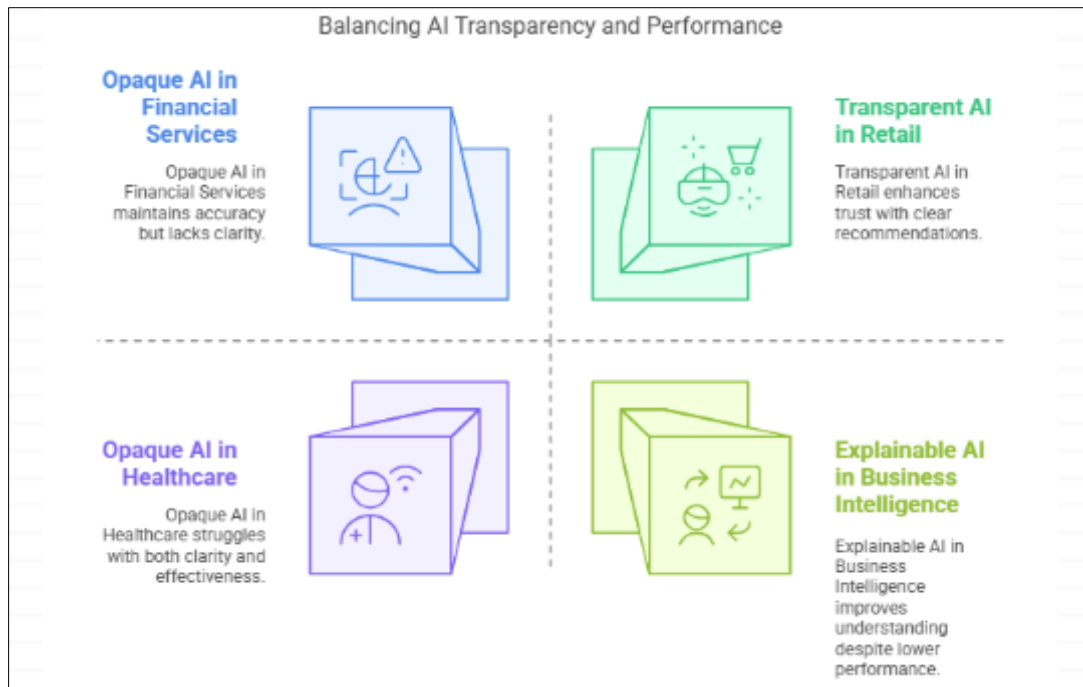 Balancing AI Transparency and Performance
Opaque AI in
Financial
Services
Opaque AI in
Financial Services
maintains accuracy
but lacks clarity.
Transparent AI
in Retail
Transparent AI in
Retail enhances
trust with clear
recommendations.
Opaque AI in
Healthcare
Opaque AI in
Healthcare struggles
with both clarity and
effectiveness.
Explainable AI
in Business
Intelligence
Explainable AI in
Business
Intelligence
improves
understanding
despite lower
performance.